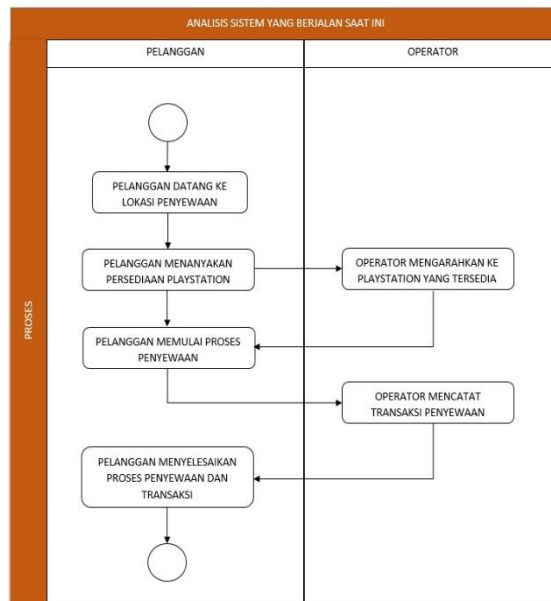 ANALISIS SISTEM YANG BERJALAN SAAT INI
PELANGGAN
OPERATOR
PROSES
PELANGGAN DATANG KE
LOKASI PENYEWAAN
PELANGGAN MENANYAKAN
PERSEDIAAN PLAYSTATION
OPERATOR MENGARAHKAN KE
PLAYSTATION YANG TERSEDIA
PELANGGAN MEMULAI PROSES
PENYEWAAN
OPERATOR MENCATAT
TRANSAKSI PENYEWAAN
PELANGGAN MENYELESAIKAN
PROSES PENYEWAAN DAN
TRANSAKSI